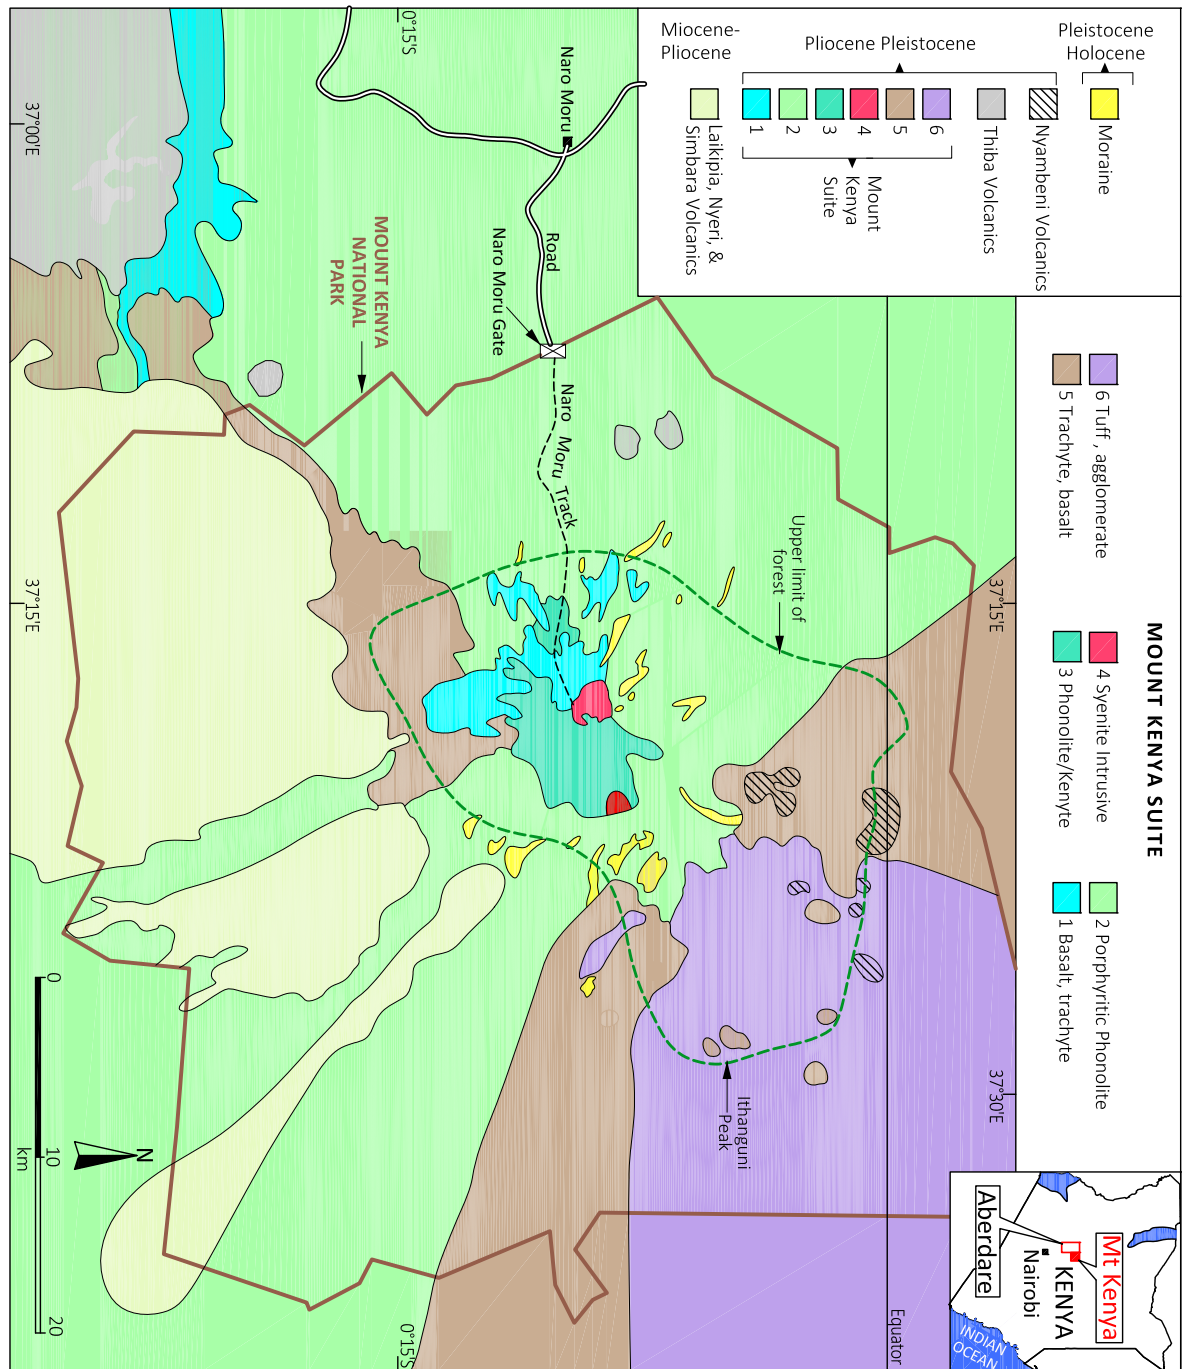 MOUNT KENYA SUITE
6 Tuff , agglomerate
5 Trachyte, basalt
4 Syenite Intrusive
3 Phonolite/Kenyte
2 Porphyritic Phonolite
1 Basalt, trachyte
Pleistocene
Holocene
Pliocene Pleistocene
Miocene-
Pliocene
Moraine
Nyambeni Volcanics
Thiba Volcanics
6
5
4
3
2
1
Mount
Kenya
Suite
Laikipia, Nyeri, &
Simbara Volcanics
37°15'E
37°30'E
Equator
0°15'S
0°15'S
37°00'E
37°15'E
Naro Moru
Road
Naro Moru Gate
Naro Moru Track
MOUNT KENYA
NATIONAL
PARK
Upper limit of
forest
Ithanguni
Peak
N
0
10
20
km
Mt Kenya
KENYA
Nairobi
Aberdare
INDIAN
OCEAN